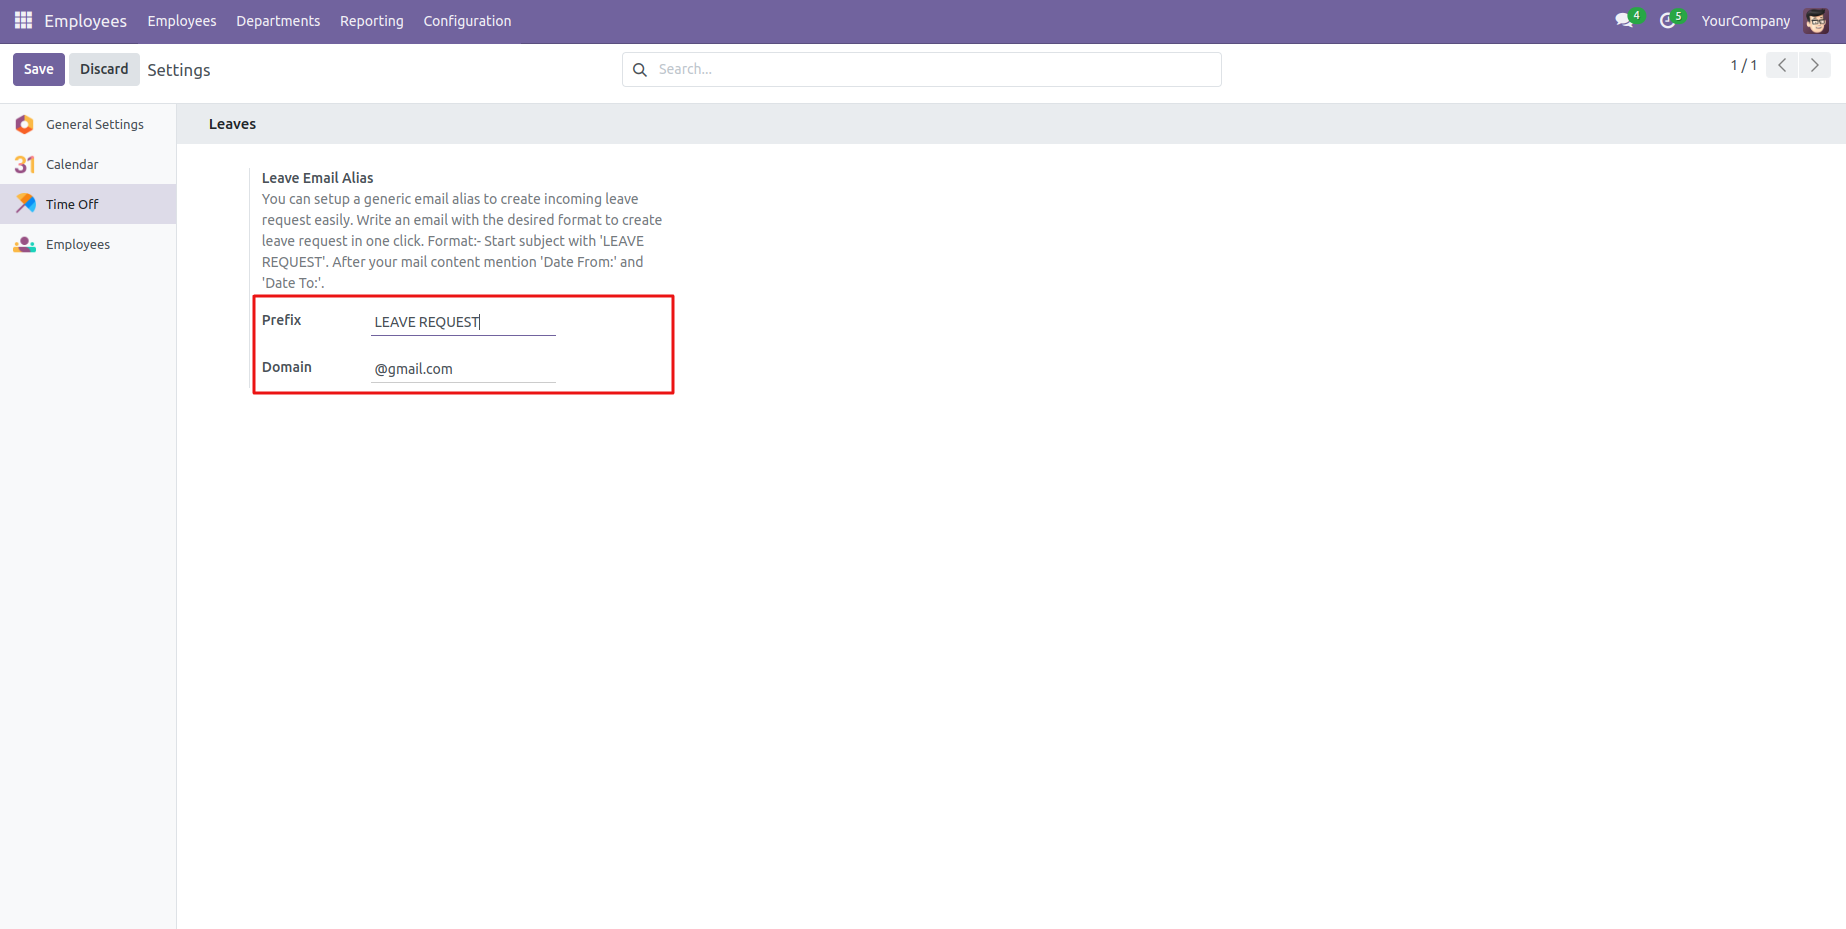 Employees Employees Departments Reporting Configuration 4 5 YourCompany
Save Discard Settings Search... 1 / 1
General Settings
31 Calendar
Time Off
Employees
Leaves
Leave Email Alias
You can setup a generic email alias to create incoming leave
request easily. Write an email with the desired format to create
leave request in one click. Format:- Start subject with 'LEAVE
REQUEST'. After your mail content mention 'Date From:' and
'Date To:'.
Prefix LEAVE REQUEST
Domain @gmail.com